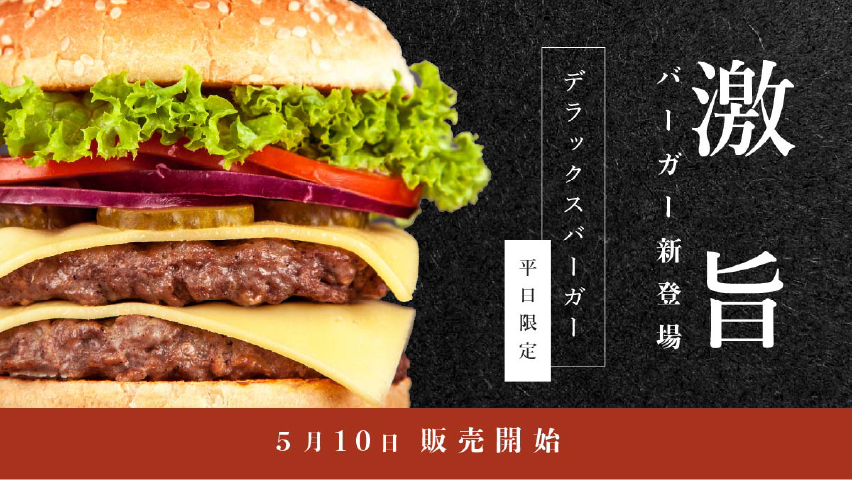 激旨
バーガー新登場
デラックスバーガー
平日限定
5月10日 販売開始